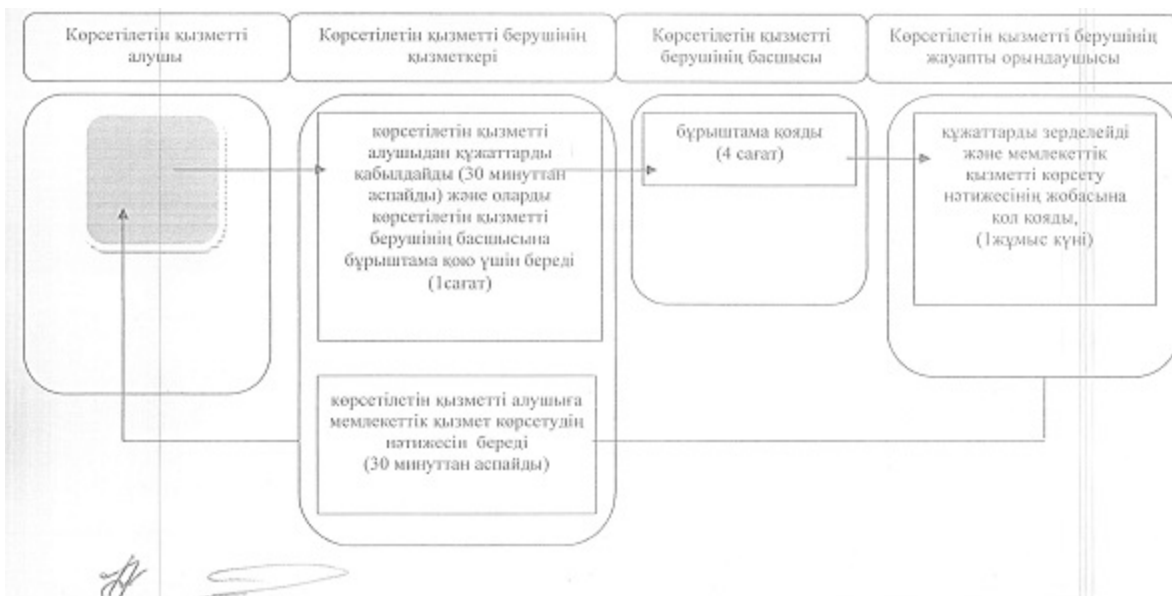 Көрсетілетін қызметті
алушы
Көрсетілетін қызметті берушінің
қызметкері
Көрсетілетін қызметті
берушінің басшысы
Көрсетілетін қызметті берушінің
жауапты орындаушысы
көрсетілетін қызметті
алушыдан құжаттарды
қабылдайды (30 минуттан
аспайды) және оларды
көрсетілетін қызметті
берушінің басшысына
бұрыштама қою үшін береді
(1сағат)
бұрыштама қояды
(4 сағат)
құжаттарды зерделейді
және мемлекеттік
қызметті көрсету
нәтижесінің жобасына
қол қояды,
(1жұмыс күні)
көрсетілетін қызметті алушыға
мемлекеттік қызмет көрсетудің
нәтижесін береді
(30 минуттан аспайды)